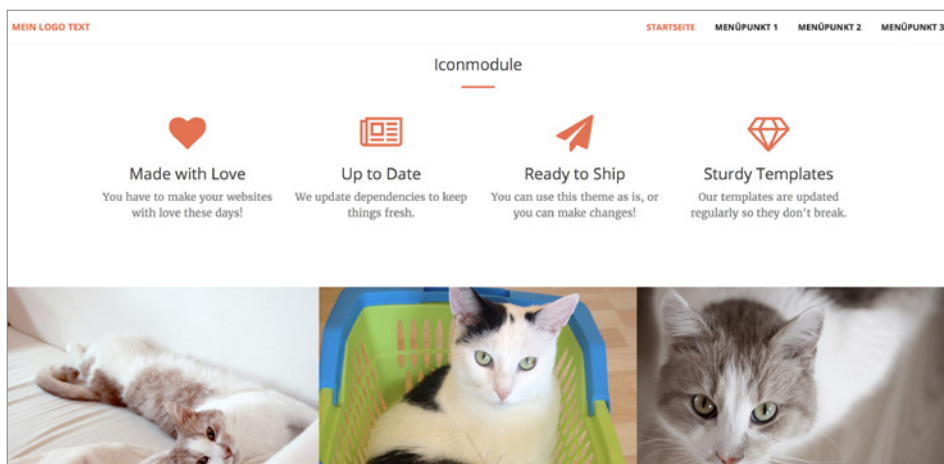 MEIN LOGO TEXT
STARTSEITE MENÜPUNKT 1 MENÜPUNKT 2 MENÜPUNKT 3
Iconmodule
Made with Love
You have to make your websites
with love these days!
Up to Date
We update dependencies to keep
things fresh.
Ready to Ship
You can use this theme as is, or
you can make changes!
Sturdy Templates
Our templates are updated
regularly so they don't break.